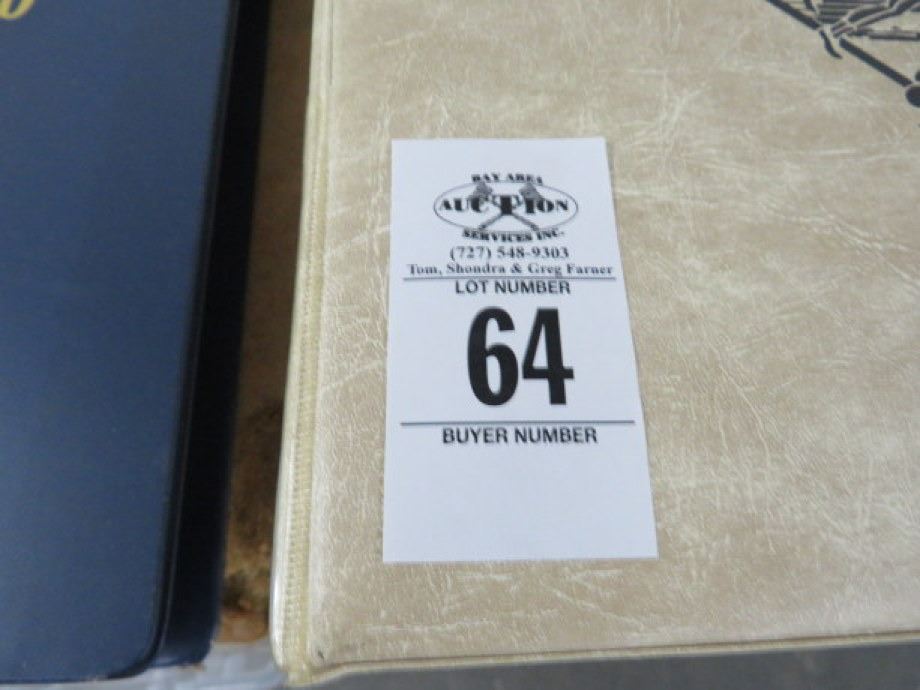 BAY AREA
AUCTION
SERVICES INC.
(727) 548-9303
Tom, Shondra & Greg Farner
LOT NUMBER
64
BUYER NUMBER